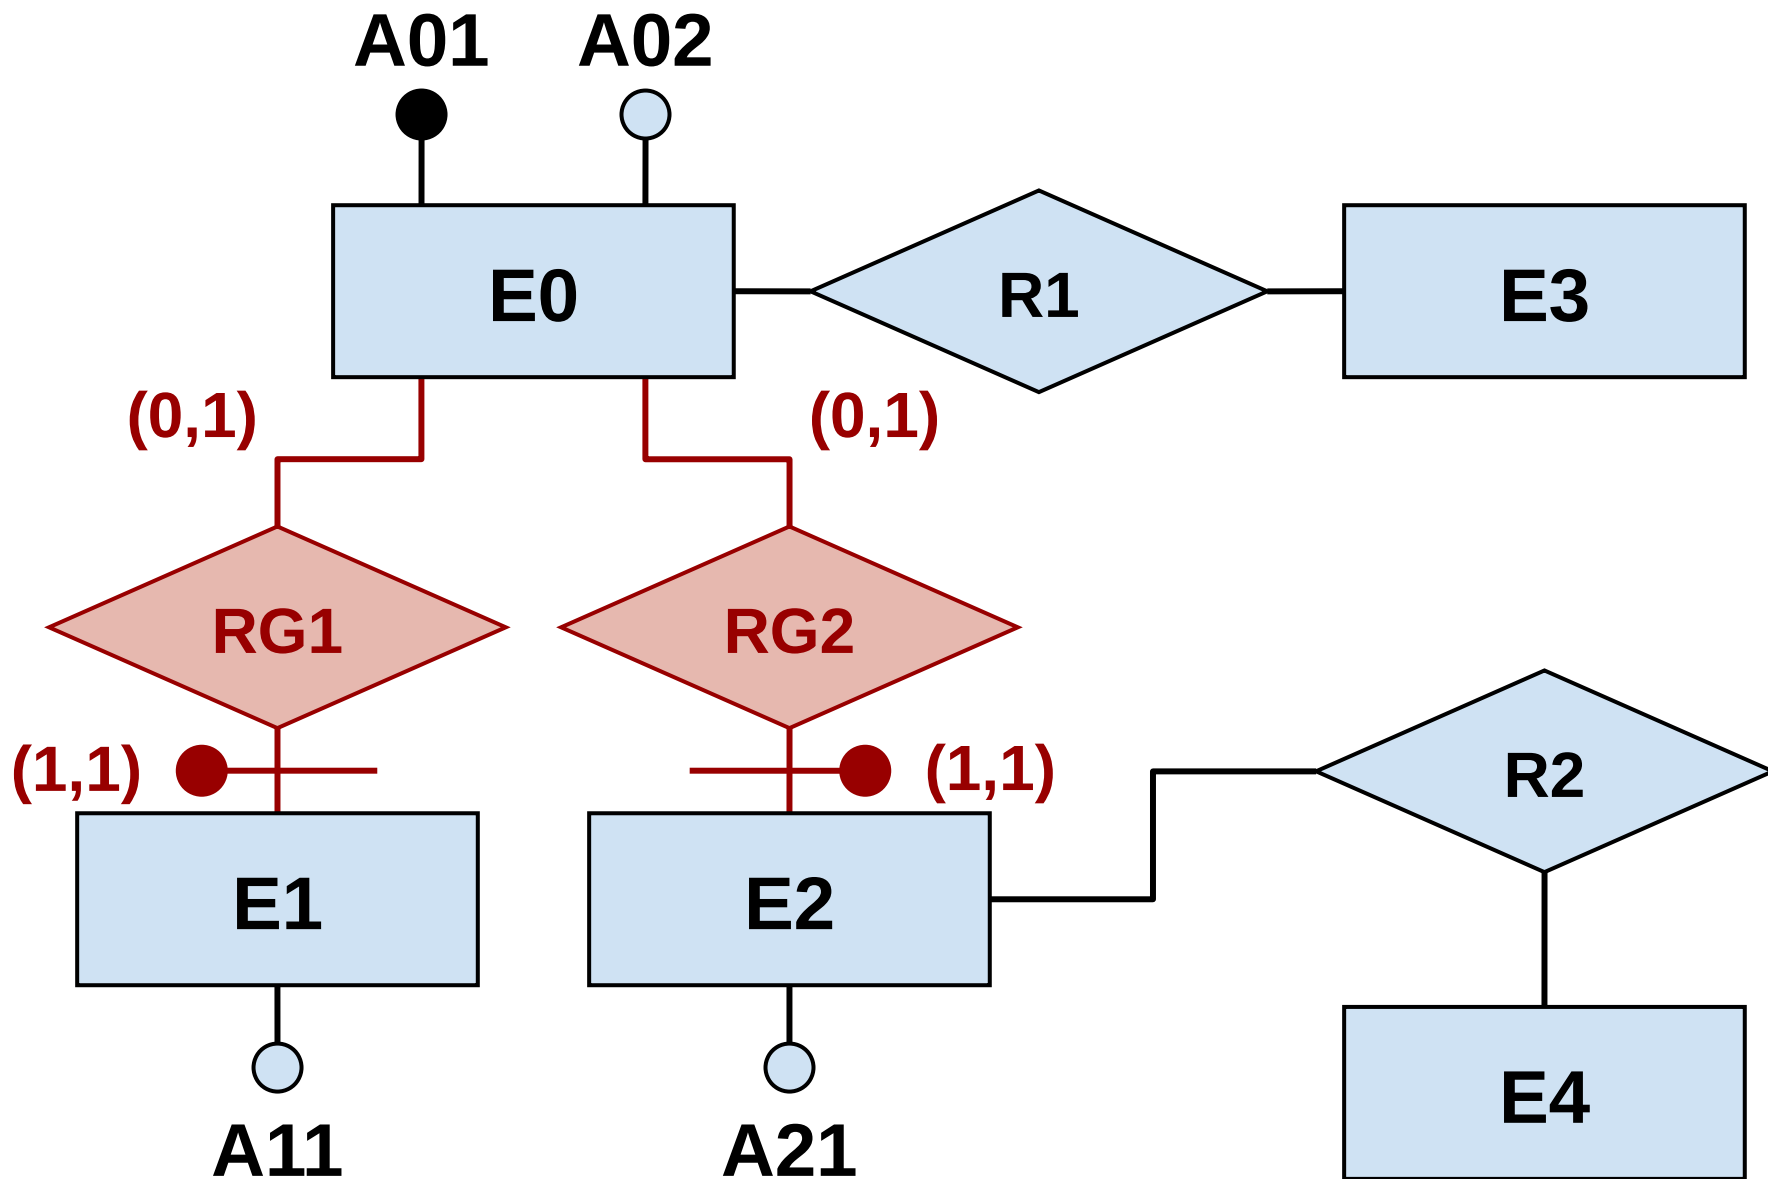 A01 A02
E0 R1 E3
(0,1) (0,1)
RG1 RG2
(1,1) (1,1) R2
E1 E2
E4
A11 A21